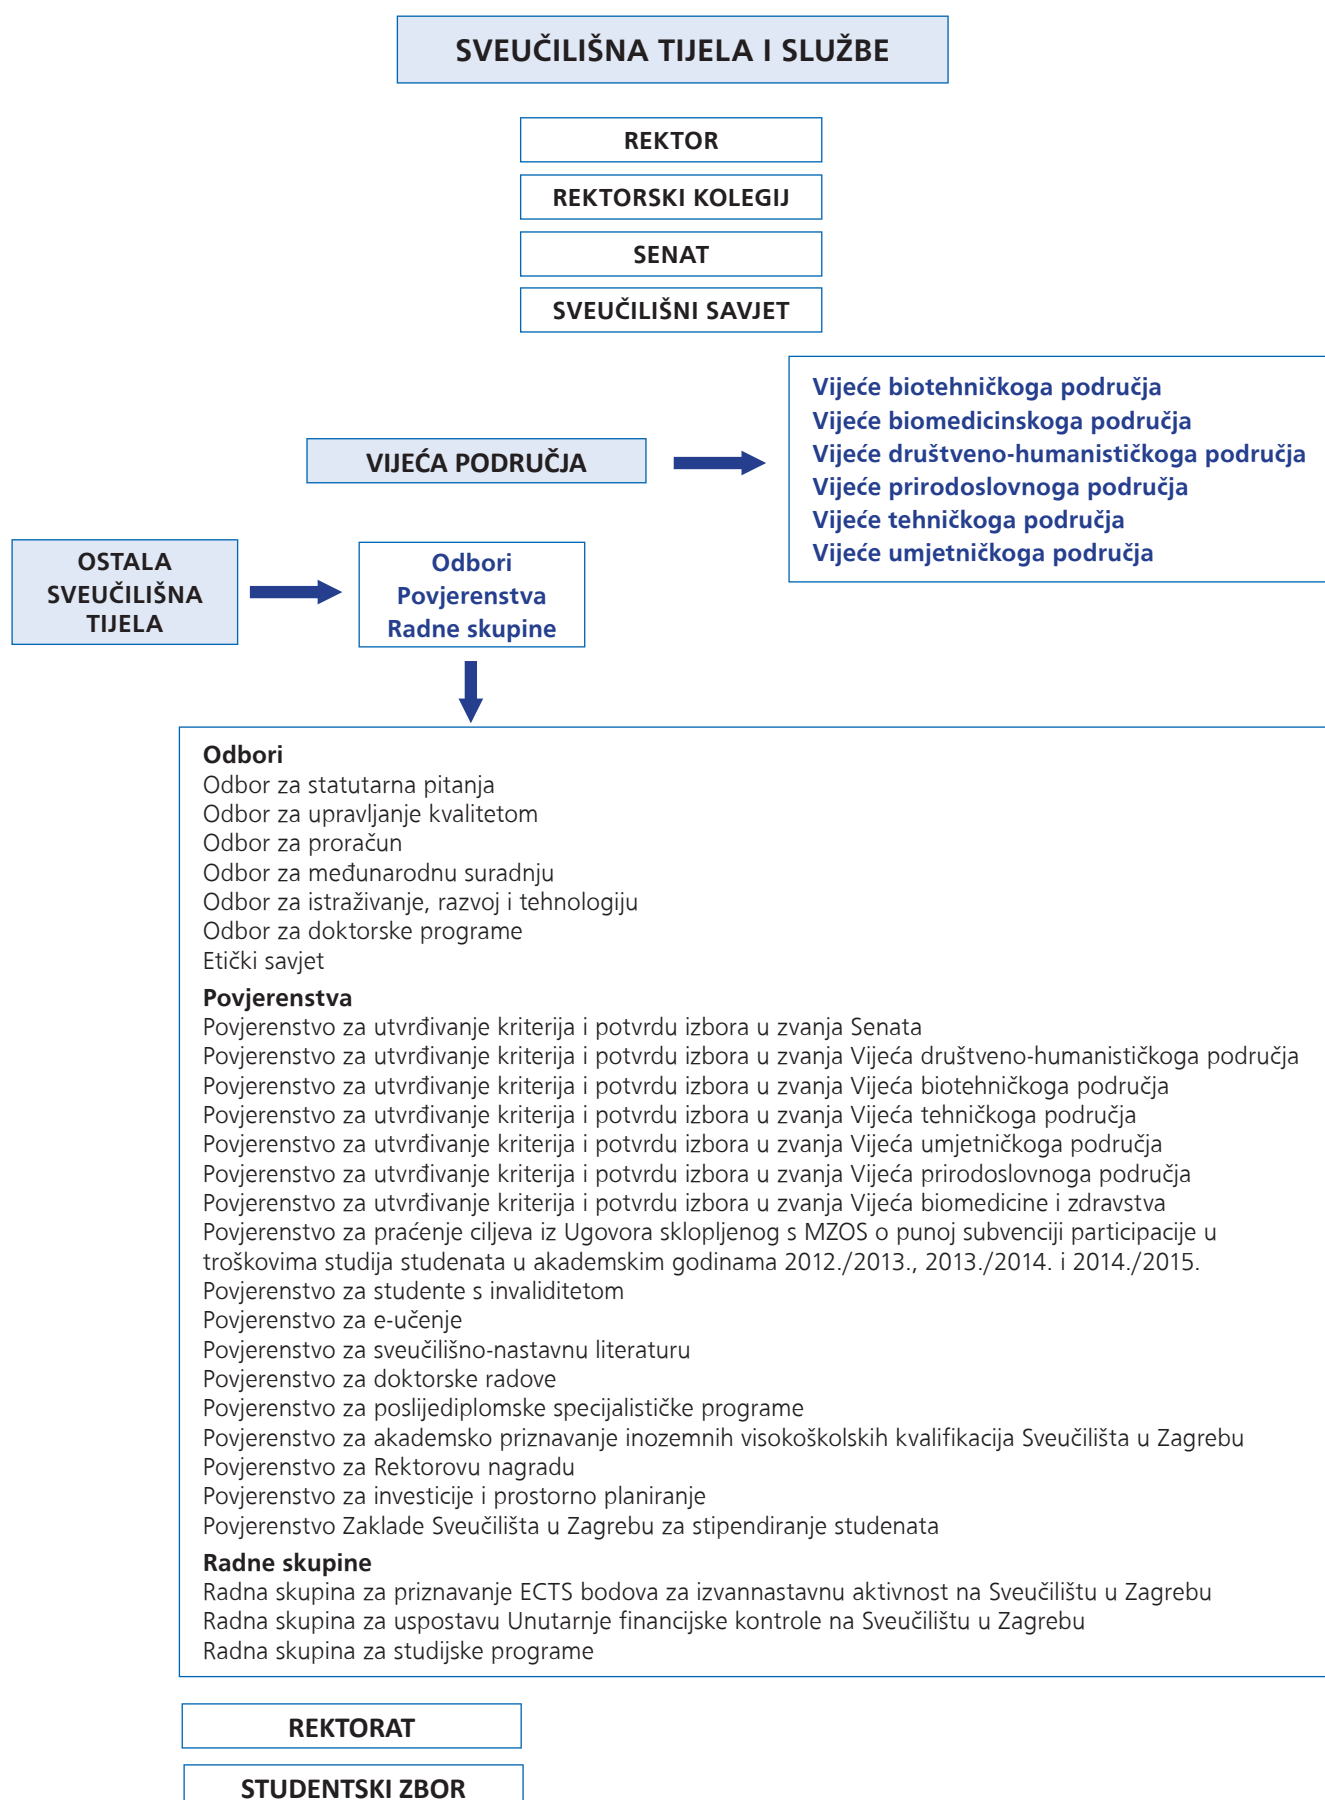 SVEUČILIŠNA TIJELA I SLUŽBE
REKTOR
REKTORSKI KOLEGIJ
SENAT
SVEUČILIŠNI SAVJET
VIJEĆA PODRUČJA
Vijeće biotehničkoga područja
Vijeće biomedicinskoga područja
Vijeće društveno-humanističkoga područja
Vijeće prirodoslovnoga područja
Vijeće tehničkoga područja
Vijeće umjetničkoga područja
OSTALA
SVEUČILIŠNA
TIJELA
Odbori
Povjerenstva
Radne skupine
Odbori
Odbor za statutarna pitanja
Odbor za upravljanje kvalitetom
Odbor za proračun
Odbor za međunarodnu suradnju
Odbor za istraživanje, razvoj i tehnologiju
Odbor za doktorske programe
Etički savjet
Povjerenstva
Povjerenstvo za utvrđivanje kriterija i potvrdu izbora u zvanja Senata
Povjerenstvo za utvrđivanje kriterija i potvrdu izbora u zvanja Vijeća društveno-humanističkoga područja
Povjerenstvo za utvrđivanje kriterija i potvrdu izbora u zvanja Vijeća biotehničkoga područja
Povjerenstvo za utvrđivanje kriterija i potvrdu izbora u zvanja Vijeća tehničkoga područja
Povjerenstvo za utvrđivanje kriterija i potvrdu izbora u zvanja Vijeća umjetničkoga područja
Povjerenstvo za utvrđivanje kriterija i potvrdu izbora u zvanja Vijeća prirodoslovnoga područja
Povjerenstvo za utvrđivanje kriterija i potvrdu izbora u zvanja Vijeća biomedicine i zdravstva
Povjerenstvo za praćenje ciljeva iz Ugovora sklopljenog s MZOS o punoj subvenciji participacije u
troškovima studija studenata u akademskim godinama 2012./2013., 2013./2014. i 2014./2015.
Povjerenstvo za studente s invaliditetom
Povjerenstvo za e-učenje
Povjerenstvo za sveučilišno-nastavnu literaturu
Povjerenstvo za doktorske radove
Povjerenstvo za poslijediplomske specijalističke programe
Povjerenstvo za akademsko priznavanje inozemnih visokoškolskih kvalifikacija Sveučilišta u Zagrebu
Povjerenstvo za Rektorovu nagradu
Povjerenstvo za investicije i prostorno planiranje
Povjerenstvo Zaklade Sveučilišta u Zagrebu za stipendiranje studenata
Radne skupine
Radna skupina za priznavanje ECTS bodova za izvannastavnu aktivnost na Sveučilištu u Zagrebu
Radna skupina za uspostavu Unutarnje financijske kontrole na Sveučilištu u Zagrebu
Radna skupina za studijske programe
REKTORAT
STUDENTSKI ZBOR